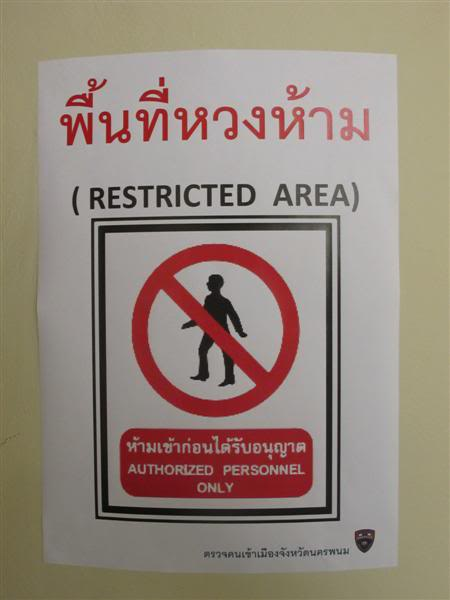 พื้นที่หวงห้าม
( RESTRICTED AREA)
ห้ามเข้าก่อนได้รับอนุญาต
AUTHORIZED PERSONNEL
ONLY
ตรวจคนเข้าเมืองจังหวัดนครพนม